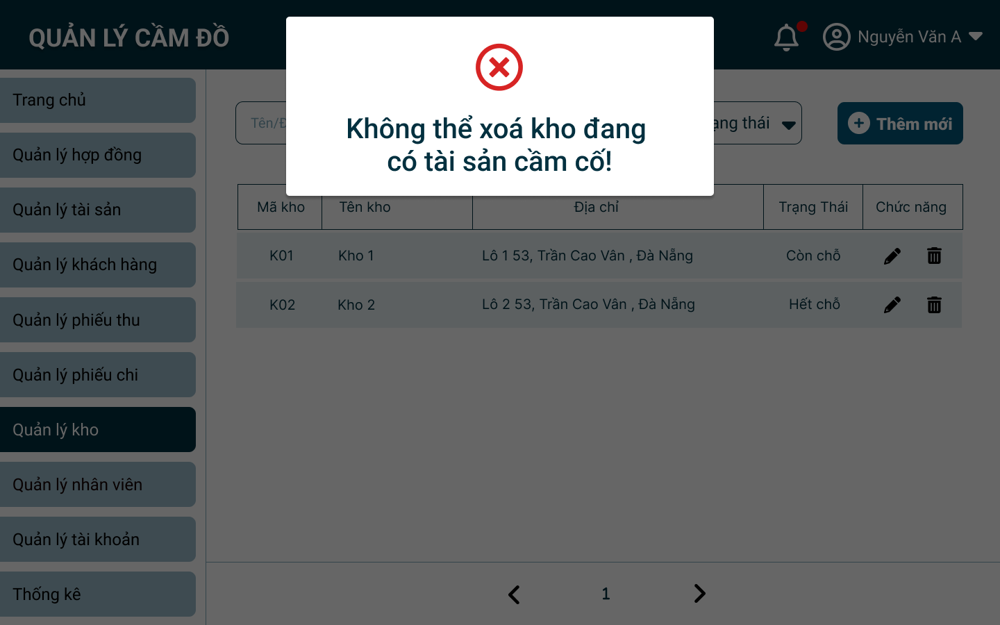 QUẢN LÝ CẦM ĐỒ
Nguyễn Văn A
Không thể xoá kho đang
có tài sản cầm cố!
Trang chủ
Quản lý hợp đồng
Quản lý tài sản
Quản lý khách hàng
Quản lý phiếu thu
Quản lý phiếu chi
Quản lý kho
Quản lý nhân viên
Quản lý tài khoản
Thống kê
Tên/Đ
ạng thái
Thêm mới
Mã kho Tên kho Địa chỉ Trạng Thái Chức năng
K01 Kho 1 Lô 1 53, Trần Cao Vân , Đà Nẵng Còn chỗ
K02 Kho 2 Lô 2 53, Trần Cao Vân , Đà Nẵng Hết chỗ
1